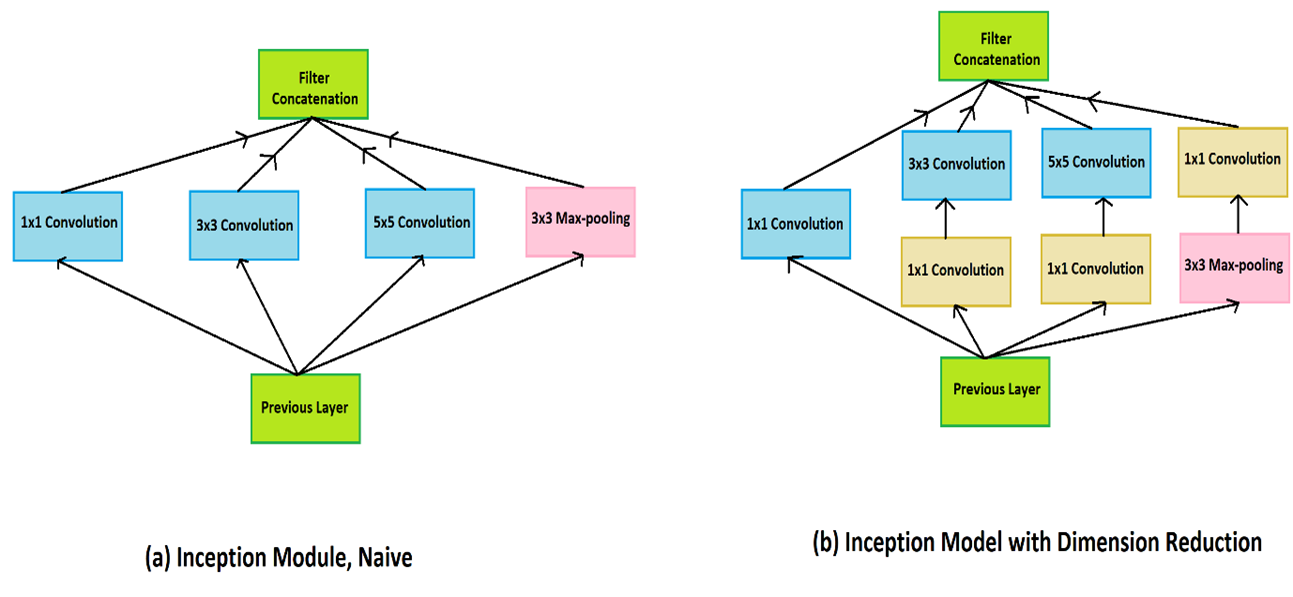 Filter
Concatenation
1x1 Convolution
3x3 Convolution
5x5 Convolution
3x3 Max-pooling
Previous Layer
(a) Inception Module, Naive
Filter
Concatenation
3x3 Convolution
5x5 Convolution
1x1 Convolution
1x1 Convolution
1x1 Convolution
1x1 Convolution
3x3 Max-pooling
Previous Layer
(b) Inception Model with Dimension Reduction